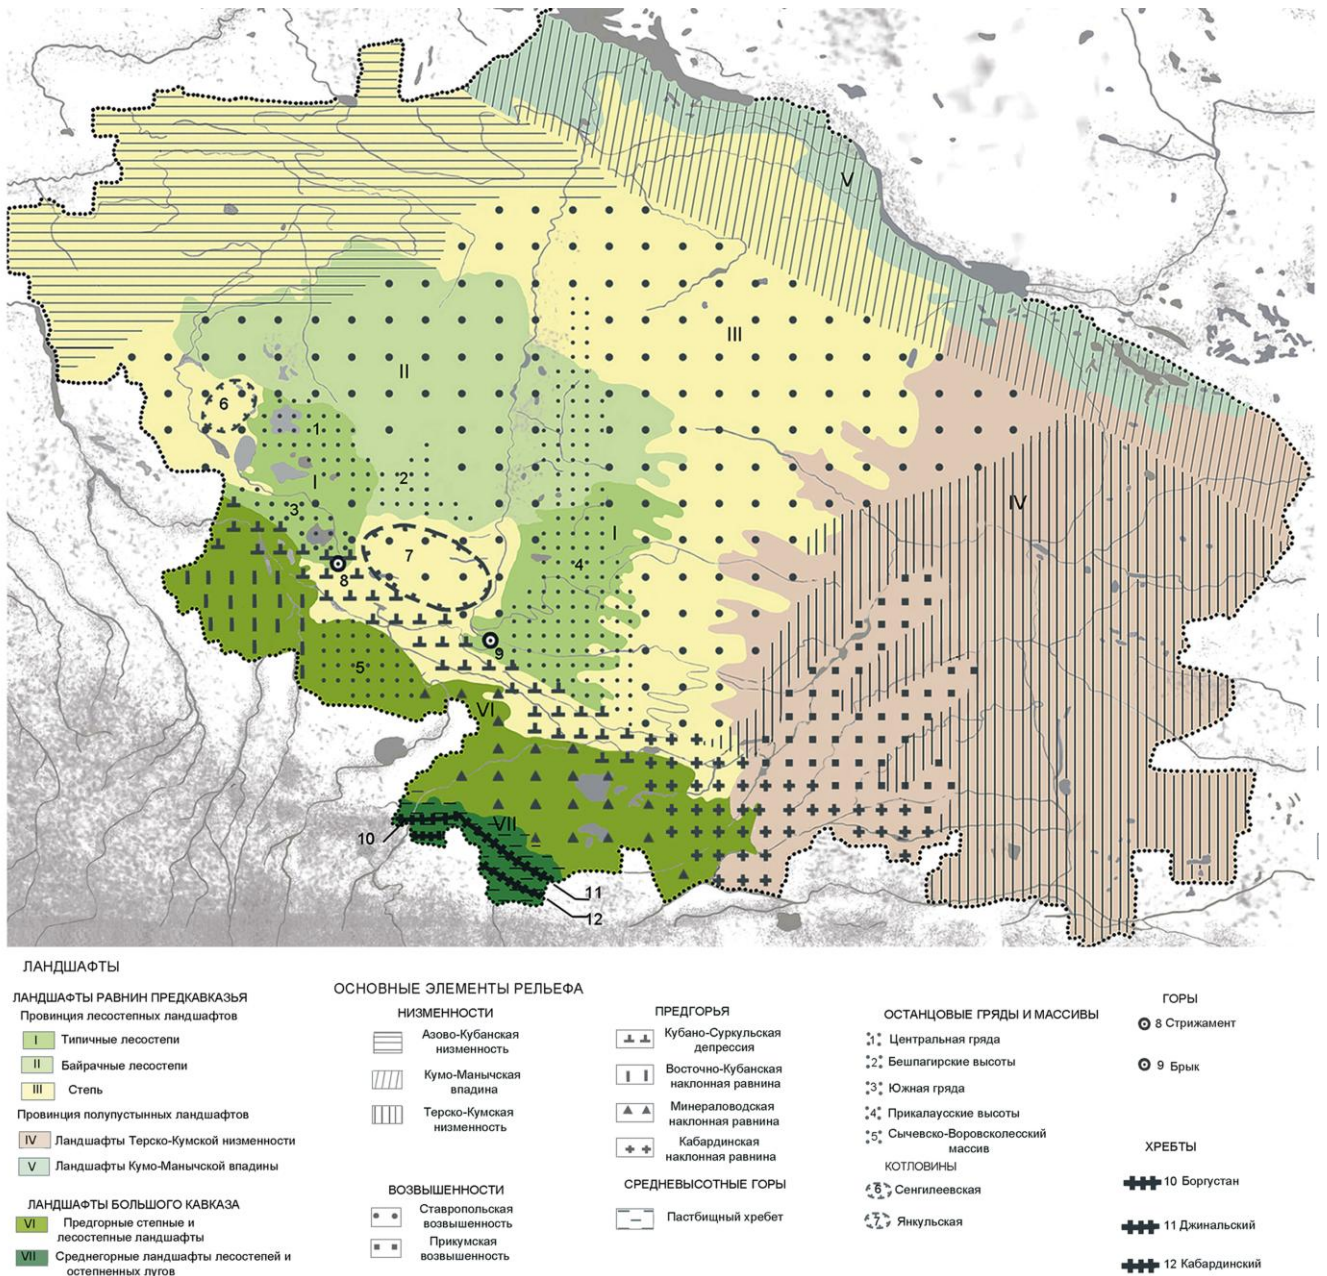 V
III
II
6
1
I
2
IV
3
I
7
4
8
9
5
VI
VII
10
11
12
ЛАНДШАФТЫ
ЛАНДШАФТЫ РАВНИН ПРЕДКАВКАЗЬЯ
Провинция лесостепных ландшафтов
I Типичные лесостепи
II Байрачные лесостепи
III Степь
Провинция полупустынных ландшафтов
IV Ландшафты Терско-Кумской низменности
V Ландшафты Кумо-Манычской впадины
ЛАНДШАФТЫ БОЛЬШОГО КАВКАЗА
VI Предгорные степные и
лесостепные ландшафты
VII Среднегорные ландшафты лесостепей и
остепненных лугов
ОСНОВНЫЕ ЭЛЕМЕНТЫ РЕЛЬЕФА
НИЗМЕННОСТИ
Азово-Кубанская
низменность
Кумо-Манычская
впадина
Терско-Кумская
низменность
ВОЗВЫШЕННОСТИ
Ставропольская
возвышенность
Прикумская
возвышенность
ПРЕДГОРЬЯ
Кубано-Суркульская
депрессия
Восточно-Кубанская
наклонная равнина
Минераловодская
наклонная равнина
Кабардинская
наклонная равнина
СРЕДНЕВЫСОТНЫЕ ГОРЫ
Пастбищный хребет
ОСТАНЦОВЫЕ ГРЯДЫ И МАССИВЫ
1 Центральная гряда
2 Бешпагирские высоты
3 Южная гряда
4 Прикалаусские высоты
5 Сычевско-Воровсколесский
массив
КОТЛОВИНЫ
6 Сенгилеевская
7 Янкульская
ГОРЫ
8 Стрижамент
9 Брык
ХРЕБТЫ
10 Боргустан
11 Джинальский
12 Кабардинский